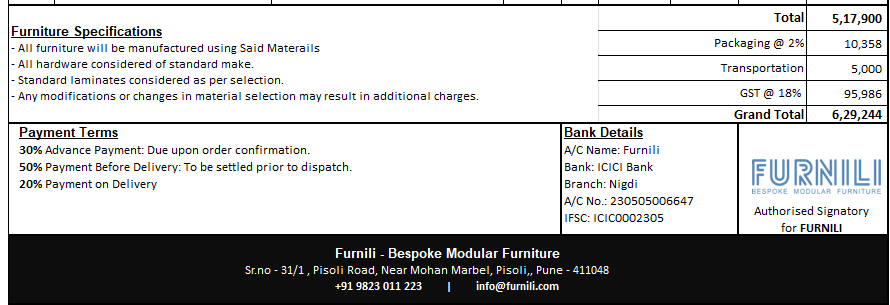 Total 5,17,900
Furniture Specifications
- All furniture will be manufactured using Said Materails
Packaging @ 2% 10,358
- All hardware considered of standard make.
Transportation 5,000
- Standard laminates considered as per selection.
GST @ 18% 95,986
- Any modifications or changes in material selection may result in additional charges.
Grand Total 6,29,244
Payment Terms
30% Advance Payment: Due upon order confirmation.
50% Payment Before Delivery: To be settled prior to dispatch.
20% Payment on Delivery
Bank Details
A/C Name: Furnili
Bank: ICICI Bank
Branch: Nigdi
A/C No.: 230505006647
IFSC: ICIC0002305
FURNILI
BESPOKE MODULAR FURNITURE
Authorised Signatory
for FURNILI
Furnili - Bespoke Modular Furniture
Sr.no - 31/1 , Pisoli Road, Near Mohan Marbel, Pisoli,, Pune - 411048
+91 9823 011 223 | info@furnili.com